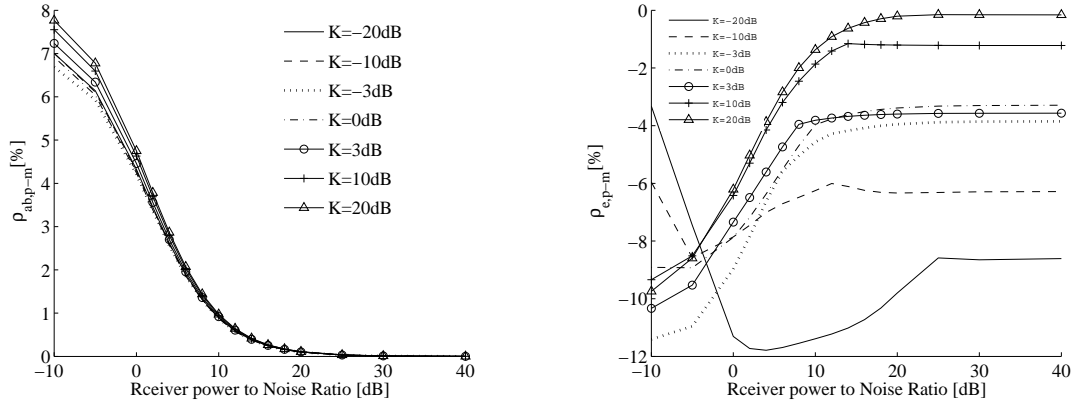 8
7
6
5
4
3
2
1
0
ρab,p−m[%]
−10
0
10
20
30
40
Rceiver power to Noise Ratio [dB]
K=−20dB
K=−10dB
K=−3dB
K=0dB
K=3dB
K=10dB
K=20dB
0
−2
−4
−6
−8
−10
−12
ρe,p−m[%]
−10
0
10
20
30
40
Rceiver power to Noise Ratio [dB]
K=−20dB
K=−10dB
K=−3dB
K=0dB
K=3dB
K=10dB
K=20dB